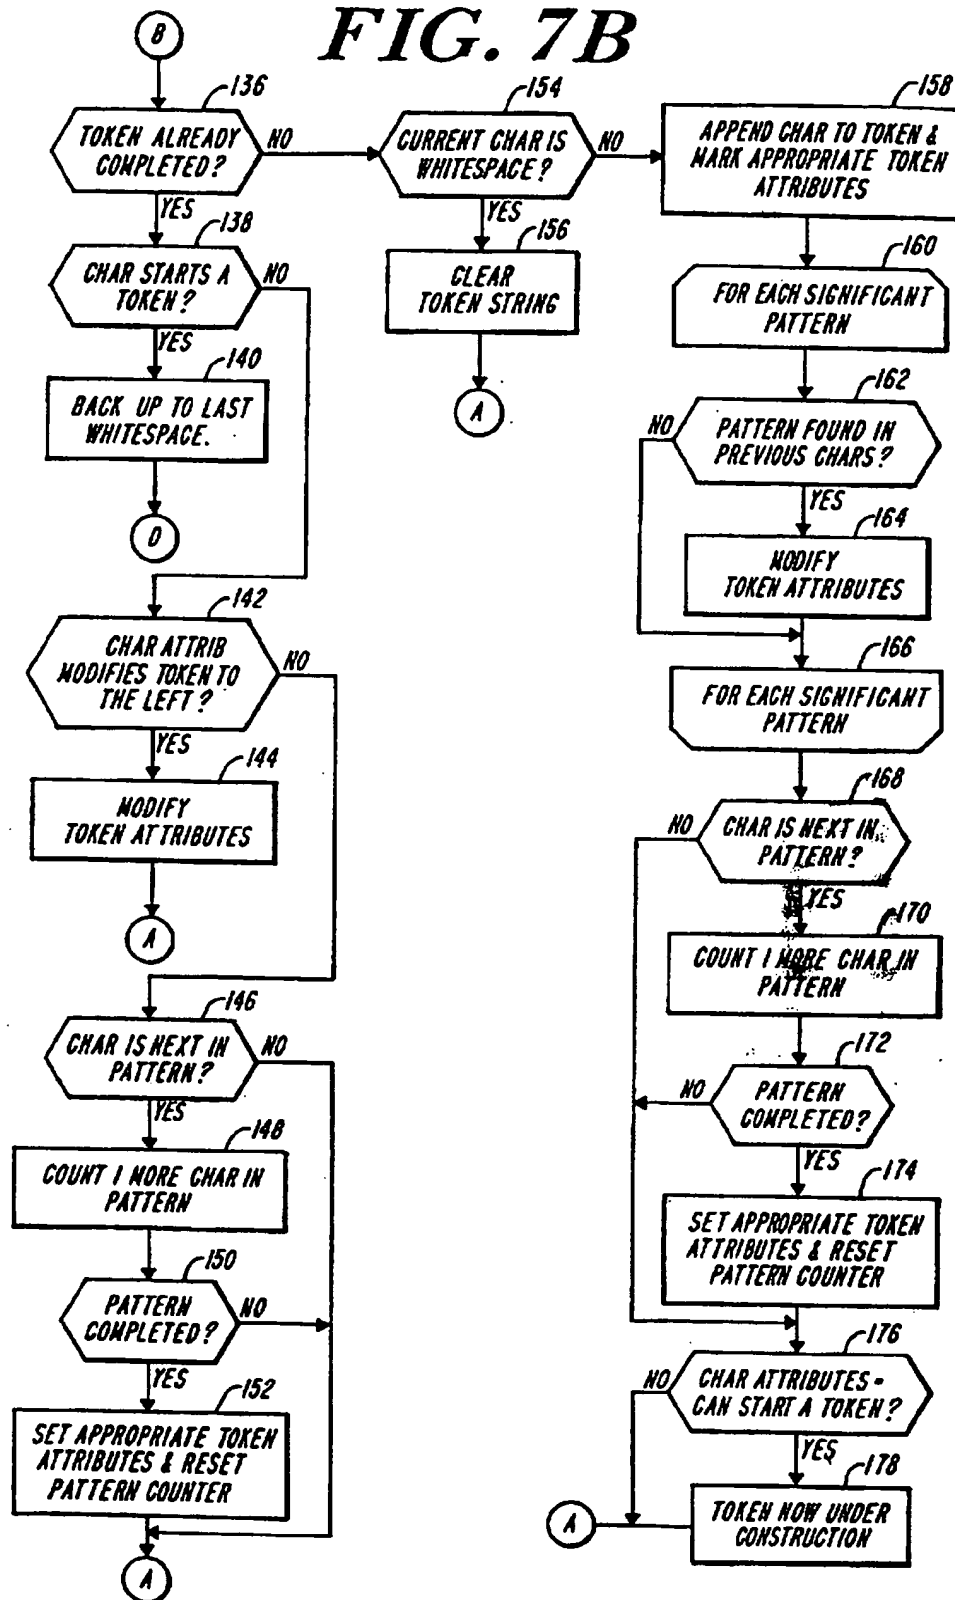 FIG. 7B
B
136
TOKEN ALREADY
COMPLETED?
NO
YES
138
CHAR STARTS A
TOKEN?
NO
YES
140
BACK UP TO LAST
WHITESPACE.
D
142
CHAR ATTRIB
MODIFIES TOKEN TO
THE LEFT?
NO
YES
144
MODIFY
TOKEN ATTRIBUTES
A
146
CHAR IS NEXT IN
PATTERN?
NO
YES
148
COUNT 1 MORE CHAR IN
PATTERN
150
PATTERN
COMPLETED?
NO
YES
152
SET APPROPRIATE TOKEN
ATTRIBUTES & RESET
PATTERN COUNTER
A
154
CURRENT CHAR IS
WHITESPACE?
NO
YES
156
CLEAR
TOKEN STRING
A
158
APPEND CHAR TO TOKEN &
MARK APPROPRIATE TOKEN
ATTRIBUTES
160
FOR EACH SIGNIFICANT
PATTERN
162
PATTERN FOUND IN
PREVIOUS CHARS?
NO
YES
164
MODIFY
TOKEN ATTRIBUTES
166
FOR EACH SIGNIFICANT
PATTERN
168
CHAR IS NEXT IN
PATTERN?
NO
YES
170
COUNT 1 MORE CHAR IN
PATTERN
172
PATTERN
COMPLETED?
NO
YES
174
SET APPROPRIATE TOKEN
ATTRIBUTES & RESET
PATTERN COUNTER
176
CHAR ATTRIBUTES =
CAN START A TOKEN?
NO
YES
178
TOKEN NOW UNDER
CONSTRUCTION
A